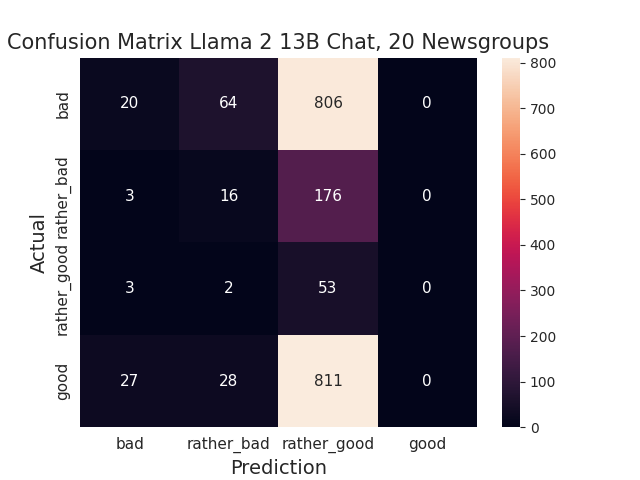 Confusion Matrix Llama 2 13B Chat, 20 Newsgroups
Actual
bad
20 64 806 0
rather_bad
3 16 176 0
rather_good
3 2 53 0
good
27 28 811 0
bad rather_bad rather_good good
Prediction
800
700
600
500
400
300
200
100
0